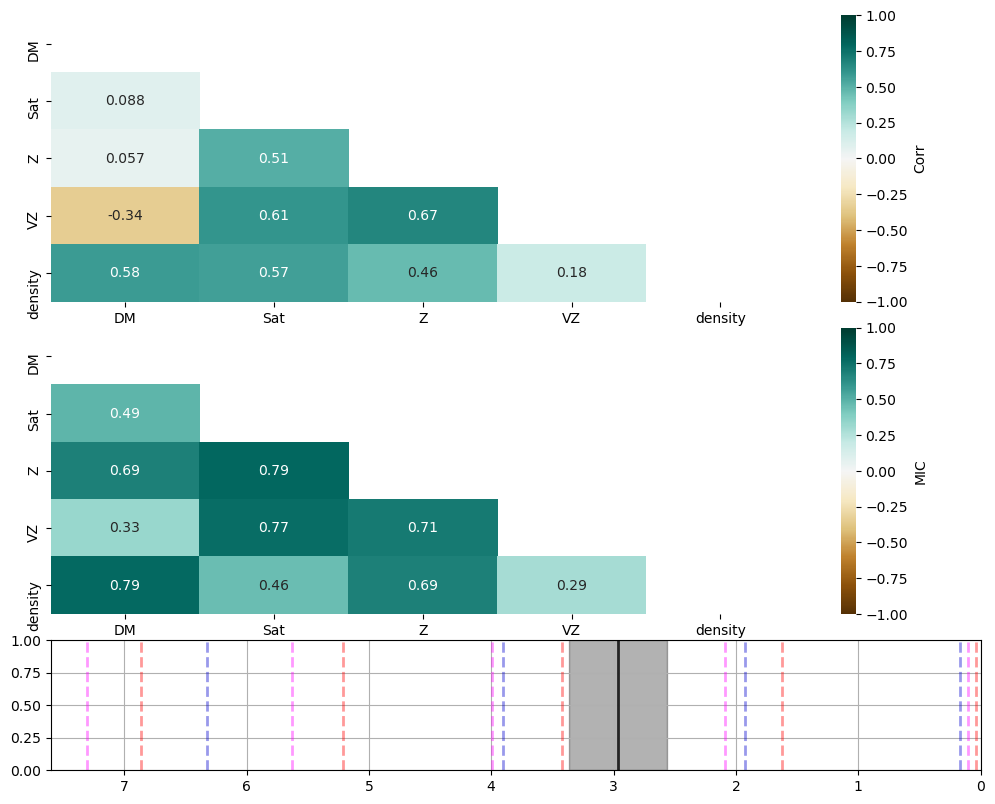 DM
Sat
Z
VZ
density
0.088
0.057
0.51
-0.34
0.61
0.67
0.58
0.57
0.46
0.18
DM
Sat
Z
VZ
density
1.00
0.75
0.50
0.25
0.00
−0.25
−0.50
−0.75
−1.00
Corr
DM
Sat
Z
VZ
density
0.49
0.69
0.79
0.33
0.77
0.71
0.79
0.46
0.69
0.29
DM
Sat
Z
VZ
density
1.00
0.75
0.50
0.25
0.00
−0.25
−0.50
−0.75
−1.00
MIC
1.00
0.75
0.50
0.25
0.00
7
6
5
4
3
2
1
0